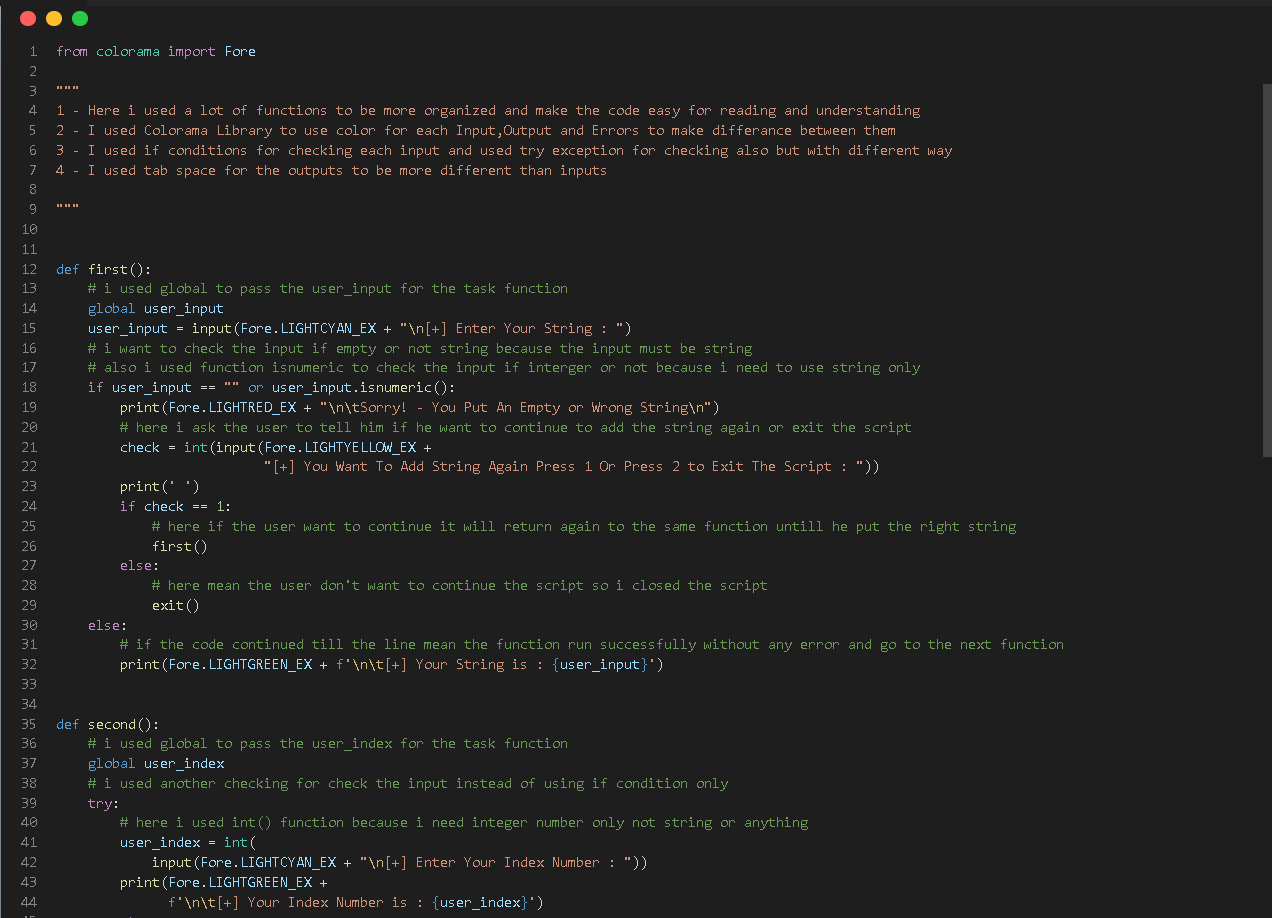 1 from colorama import Fore
2
3 """
4 1 - Here i used a lot of functions to be more organized and make the code easy for reading and understanding
5 2 - I used Colorama Library to use color for each Input,Output and Errors to make differance between them
6 3 - I used if conditions for checking each input and used try exception for checking also but with different way
7 4 - I used tab space for the outputs to be more different than inputs
8
9 """
10
11
12 def first():
13     # i used global to pass the user_input for the task function
14     global user_input
15     user_input = input(Fore.LIGHTCYAN_EX + "\n[+] Enter Your String : ")
16     # i want to check the input if empty or not string because the input must be string
17     # also i used function isnumeric to check the input if interger or not because i need to use string only
18     if user_input == "" or user_input.isnumeric():
19         print(Fore.LIGHTRED_EX + "\n\tSorry! - You Put An Empty or Wrong String\n")
20         # here i ask the user to tell him if he want to continue to add the string again or exit the script
21         check = int(input(Fore.LIGHTYELLOW_EX +
22                           "[+] You Want To Add String Again Press 1 Or Press 2 to Exit The Script : "))
23         print(' ')
24         if check == 1:
25             # here if the user want to continue it will return again to the same function untill he put the right string
26             first()
27         else:
28             # here mean the user don't want to continue the script so i closed the script
29             exit()
30     else:
31         # if the code continued till the line mean the function run successfully without any error and go to the next function
32         print(Fore.LIGHTGREEN_EX + f'\n\t[+] Your String is : {user_input}')
33
34
35 def second():
36     # i used global to pass the user_index for the task function
37     global user_index
38     # i used another checking for check the input instead of using if condition only
39     try:
40         # here i used int() function because i need integer number only not string or anything
41         user_index = int(
42             input(Fore.LIGHTCYAN_EX + "\n[+] Enter Your Index Number : "))
43         print(Fore.LIGHTGREEN_EX +
44               f'\n\t[+] Your Index Number is : {user_index}')